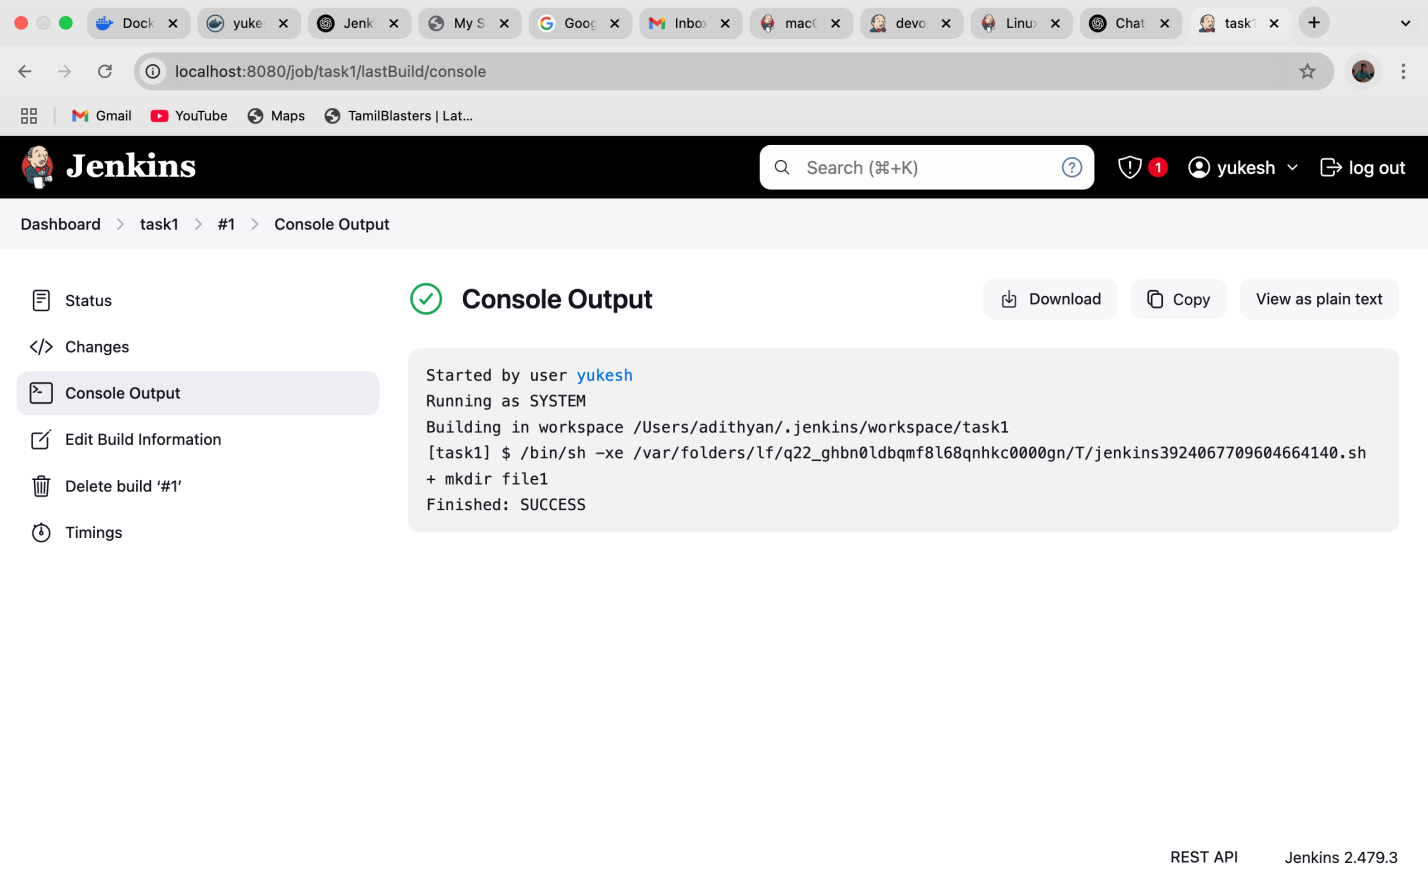 Dock yuke Jenk My S Goog Inbo mac devo Linu Chat task1
localhost:8080/job/task1/lastBuild/console
Gmail YouTube Maps TamilBlasters | Lat...
Jenkins Search (⌘+K) ? 1 yukesh log out
Dashboard task1 #1 Console Output
Status
Changes
Console Output
Edit Build Information
Delete build ‘#1’
Timings
Console Output Download Copy View as plain text
Started by user yukesh
Running as SYSTEM
Building in workspace /Users/adithyan/.jenkins/workspace/task1
[task1] $ /bin/sh -xe /var/folders/lf/q22_ghbn0ldbqmf8l68qnhkc0000gn/T/jenkins3924067709604664140.sh
+ mkdir file1
Finished: SUCCESS
REST API Jenkins 2.479.3